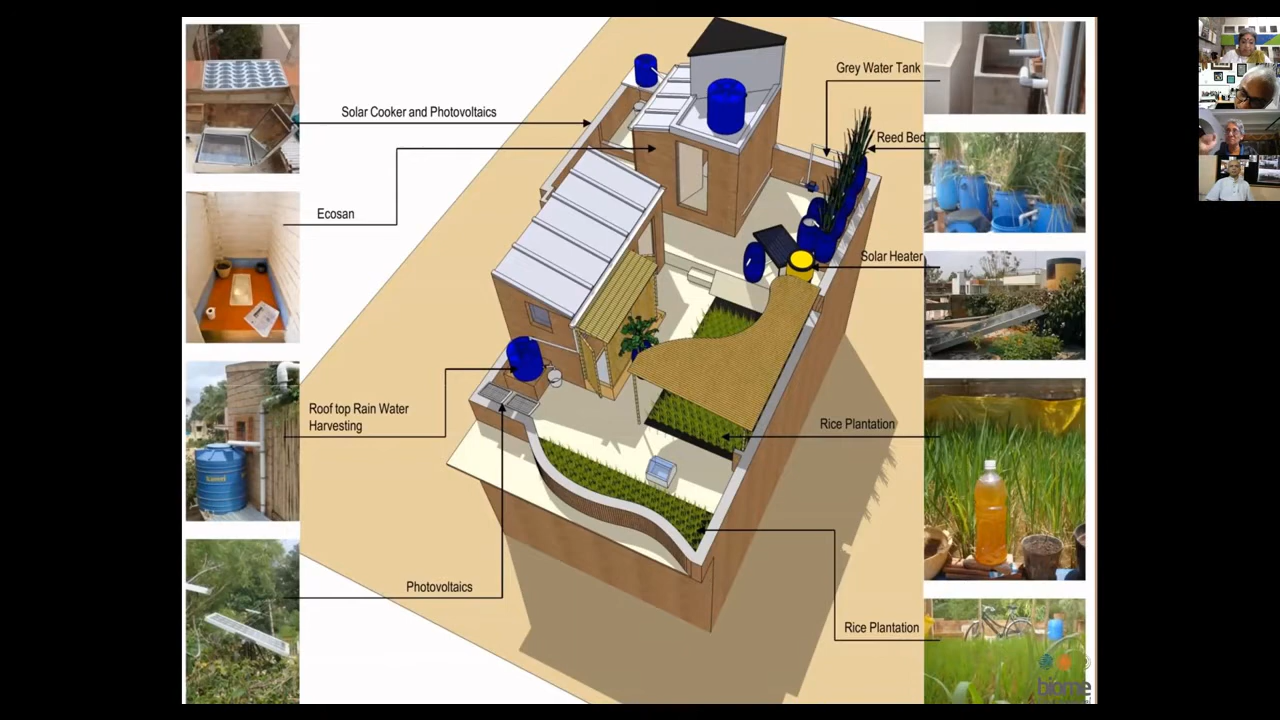 Solar Cooker and Photovoltaics
Ecosan
Roof top Rain Water
Harvesting
Photovoltaics
Grey Water Tank
Reed Bed
Solar Heater
Rice Plantation
Rice Plantation
biome